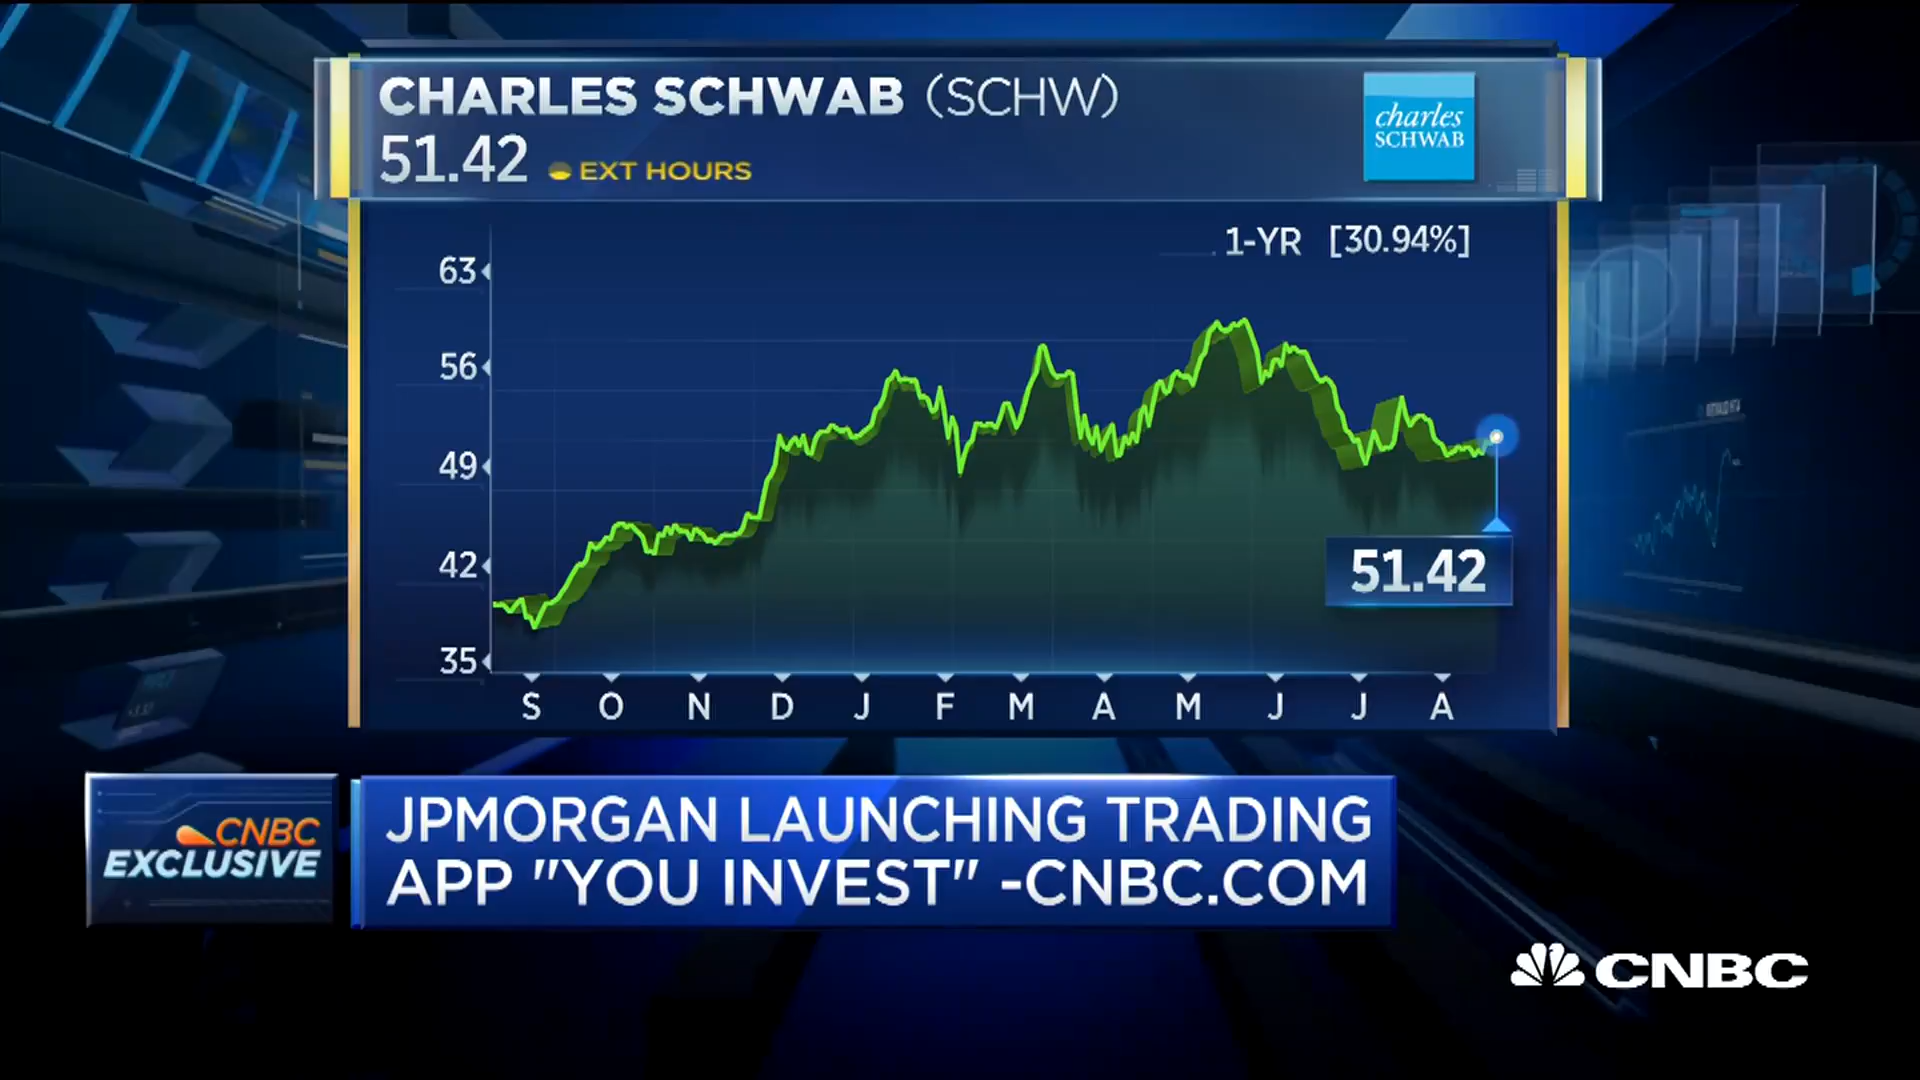 CHARLES SCHWAB (SCHW)
51.42 EXT HOURS
charles
SCHWAB
1-YR [30.94%]
63
56
49
42
35
51.42
S O N D J F M A M J J A
CNBC
EXCLUSIVE
JPMORGAN LAUNCHING TRADING
APP "YOU INVEST" -CNBC.COM
CNBC